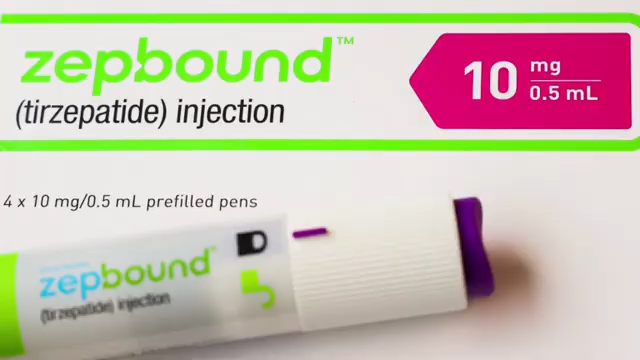 zepbound™
(tirzepatide) injection
10 mg
0.5 mL
4 x 10 mg/0.5 mL prefilled pens
zepbound
(tirzepatide) injection